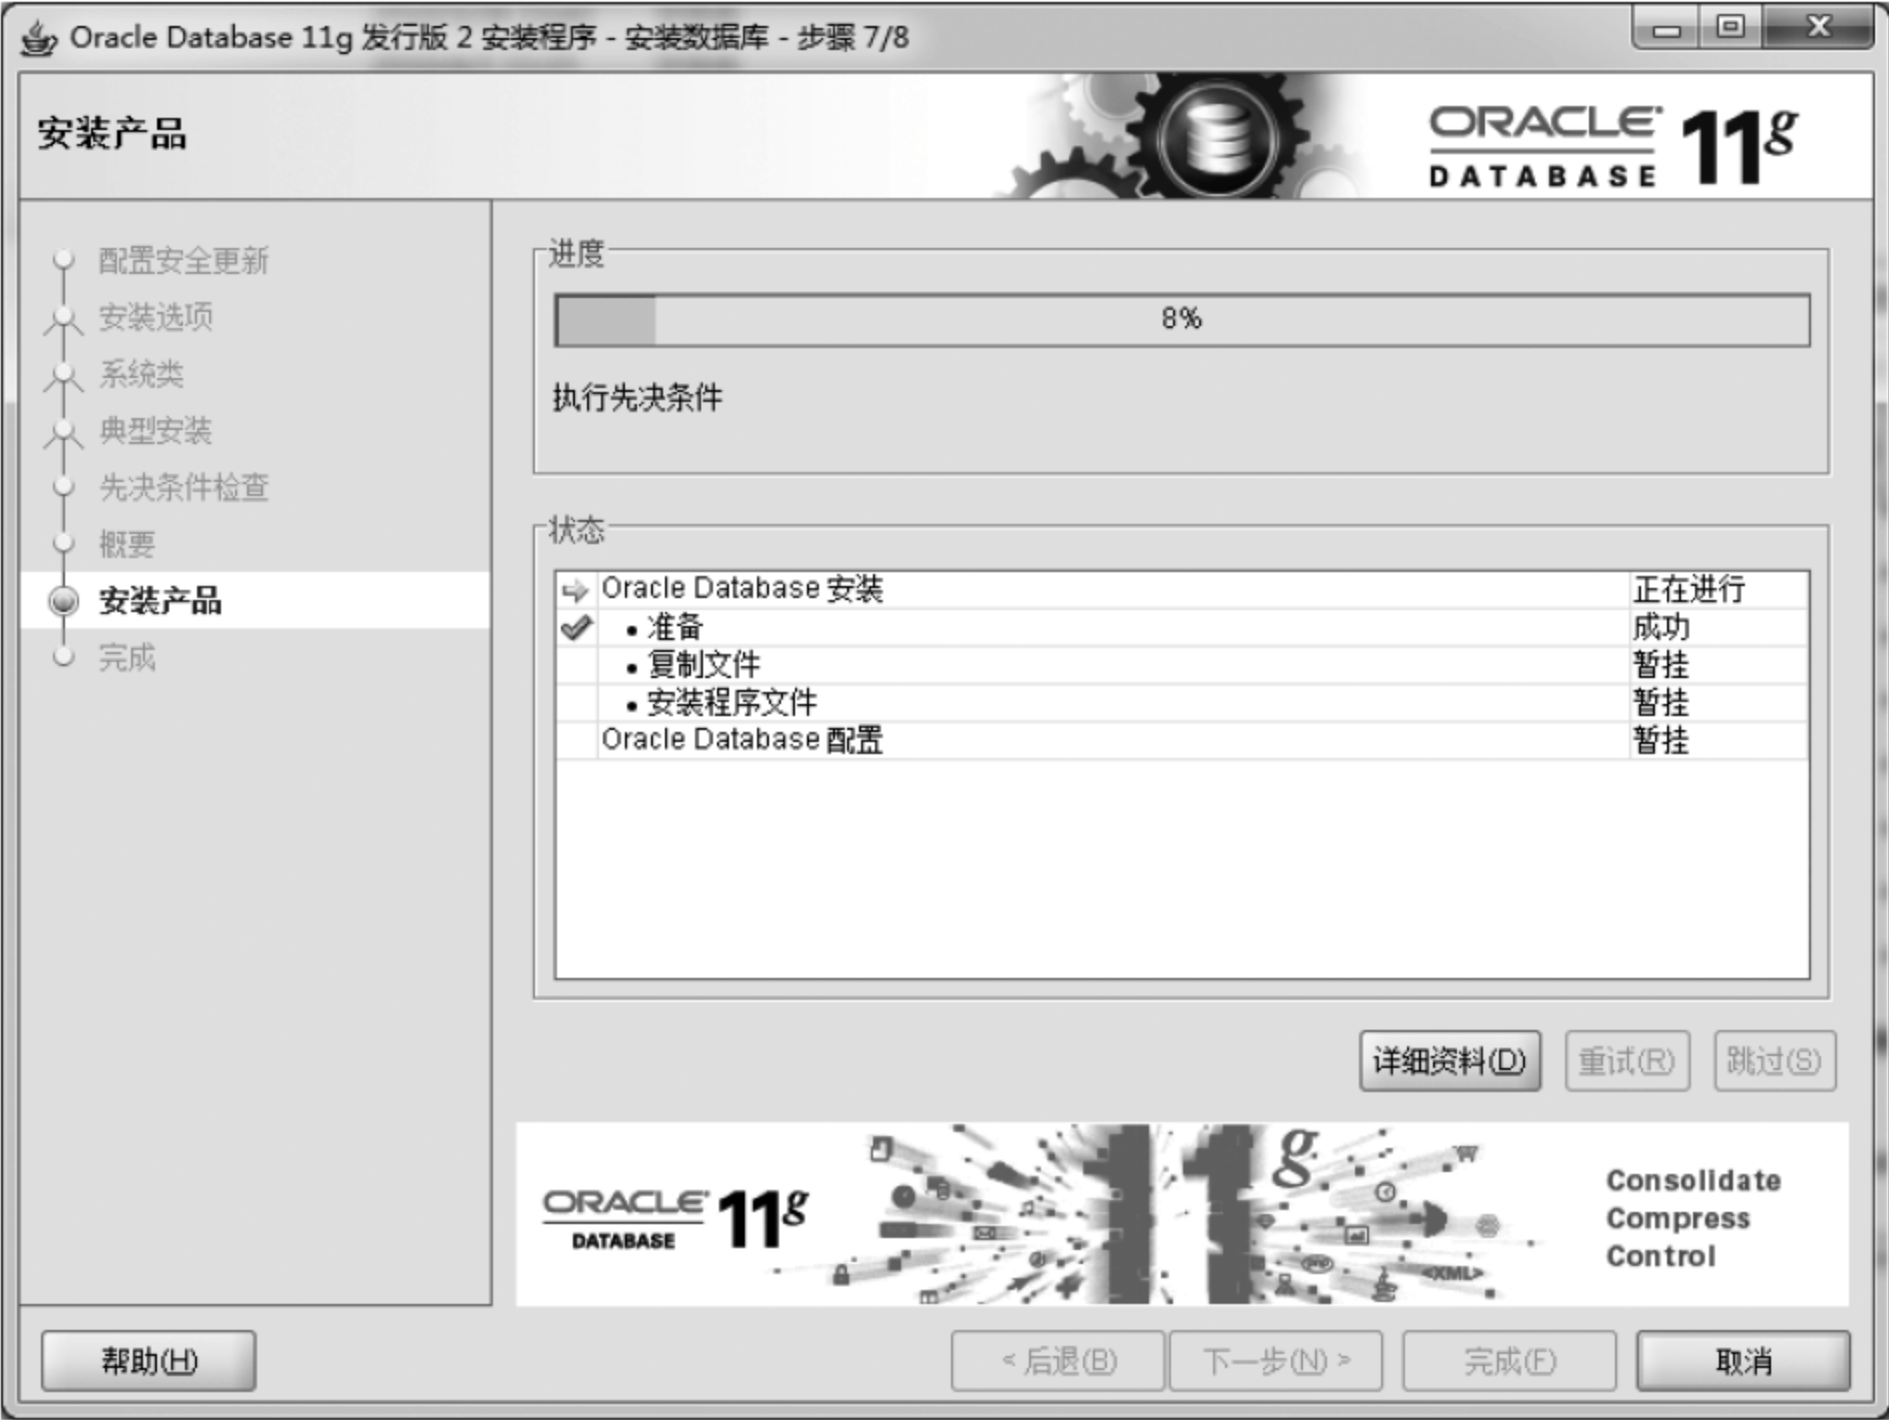 Oracle Database 11g 发行版 2 安装程序 - 安装数据库 - 步骤 7/8
安装产品
ORACLE DATABASE 11g
配置安全更新
安装选项
系统类
典型安装
先决条件检查
概要
安装产品
完成
进度
8%
执行先决条件
状态
Oracle Database 安装 正在进行
• 准备 成功
• 复制文件 暂挂
• 安装程序文件 暂挂
Oracle Database 配置 暂挂
详细资料(D) 重试(R) 跳过(S)
ORACLE DATABASE 11g
11g
php
<XML>
Consolidate
Compress
Control
帮助(H) < 后退(B) 下一步(N) > 完成(F) 取消